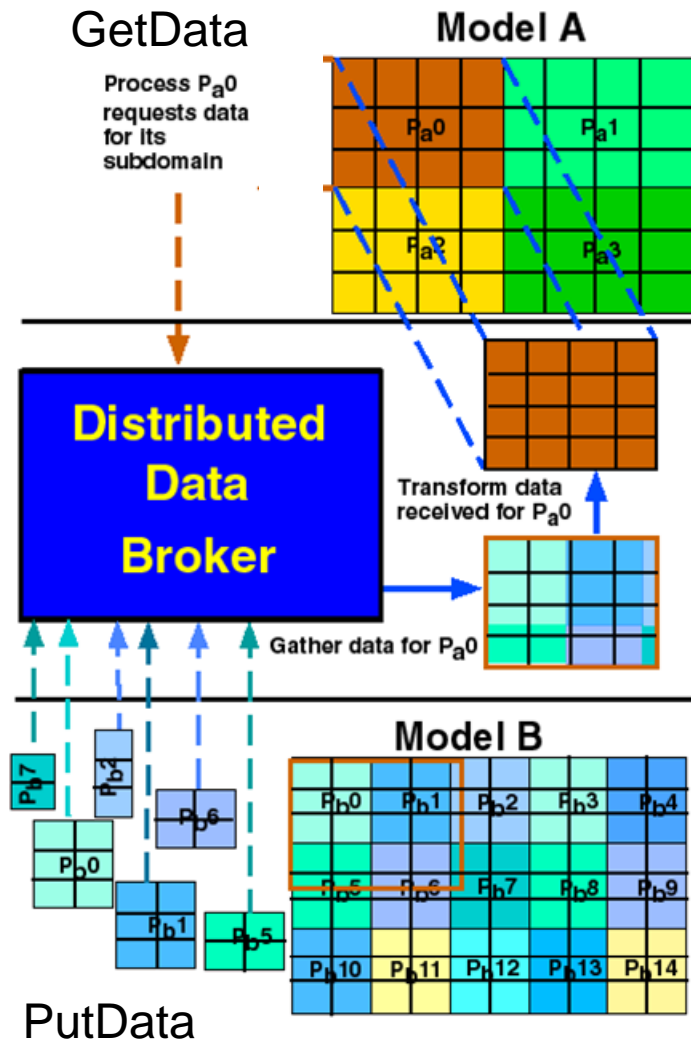 GetData
Model A
Process Pa0
requests data
for its
subdomain
Pa0
Pa1
Pa2
Pa3
Distributed
Data
Broker
Transform data
received for Pa0
Gather data for Pa0
Model B
Pb7
Pb2
Pb6
Pb0
Pb1
Pb5
Pb0 Pb1 Pb2 Pb3 Pb4
Pb5 Pb6 Pb7 Pb8 Pb9
Pb10 Pb11 Pb12 Pb13 Pb14
PutData